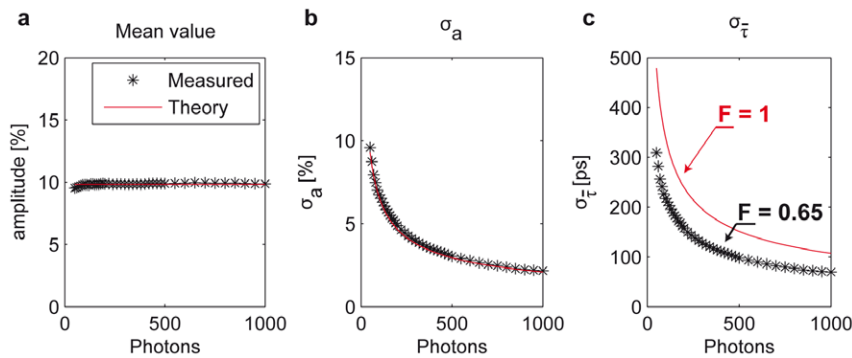 a
Mean value
amplitude [%]
20
15
10
5
0
Measured
Theory
0
500
1000
Photons
b
σa
σa [%]
15
10
5
0
0
500
1000
Photons
c
στ̄
στ̄ [ps]
500
400
300
200
100
0
F = 1
F = 0.65
0
500
1000
Photons